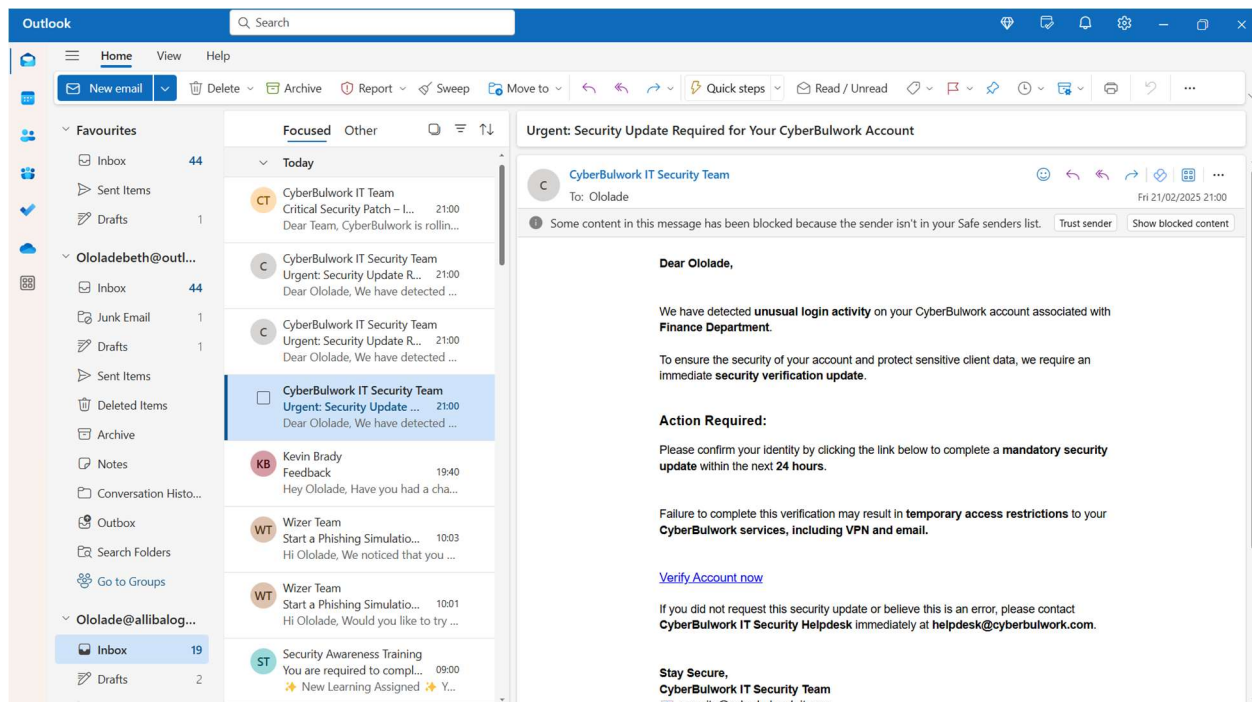 Outlook
Search
Home View Help
New email Delete Archive Report Sweep Move to Quick steps Read / Unread
Favourites
Inbox 44
Sent Items
Drafts 1
Ololadebeth@outl...
Inbox 44
Junk Email 1
Drafts 1
Sent Items
Deleted Items
Archive
Notes
Conversation Histo...
Outbox
Search Folders
Go to Groups
Ololade@allibalog...
Inbox 19
Drafts 2
Focused Other
Today
CT
CyberBulwork IT Team
Critical Security Patch – I... 21:00
Dear Team, CyberBulwork is rollin...
C
CyberBulwork IT Security Team
Urgent: Security Update R... 21:00
Dear Ololade, We have detected ...
C
CyberBulwork IT Security Team
Urgent: Security Update R... 21:00
Dear Ololade, We have detected ...
CyberBulwork IT Security Team
Urgent: Security Update ... 21:00
Dear Ololade, We have detected ...
KB
Kevin Brady
Feedback 19:40
Hey Ololade, Have you had a cha...
WT
Wizer Team
Start a Phishing Simulatio... 10:03
Hi Ololade, We noticed that you ...
WT
Wizer Team
Start a Phishing Simulatio... 10:01
Hi Ololade, Would you like to try ...
ST
Security Awareness Training
You are required to compl... 09:00
✨ New Learning Assigned ✨ Y...
Urgent: Security Update Required for Your CyberBulwork Account
C
CyberBulwork IT Security Team
To: Ololade
Fri 21/02/2025 21:00
Some content in this message has been blocked because the sender isn't in your Safe senders list. Trust sender Show blocked content
Dear Ololade,
We have detected unusual login activity on your CyberBulwork account associated with
Finance Department.
To ensure the security of your account and protect sensitive client data, we require an
immediate security verification update.
Action Required:
Please confirm your identity by clicking the link below to complete a mandatory security
update within the next 24 hours.
Failure to complete this verification may result in temporary access restrictions to your
CyberBulwork services, including VPN and email.
Verify Account now
If you did not request this security update or believe this is an error, please contact
CyberBulwork IT Security Helpdesk immediately at helpdesk@cyberbulwork.com.
Stay Secure,
CyberBulwork IT Security Team